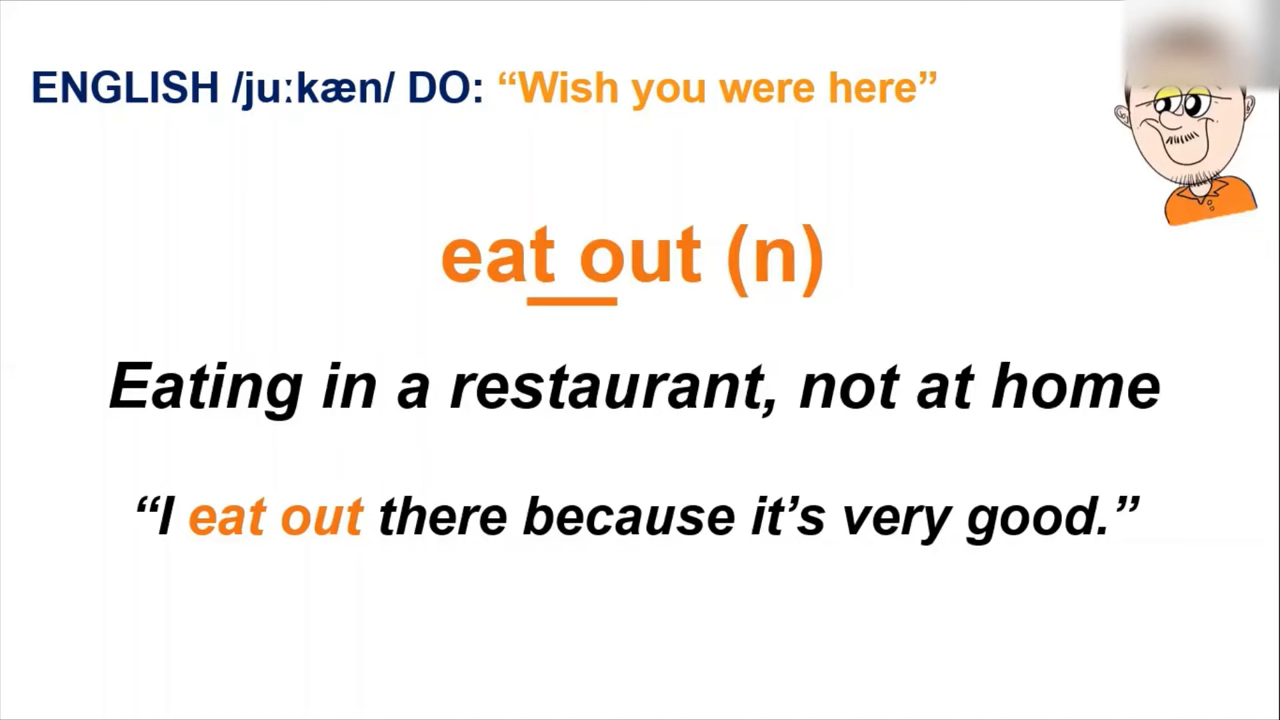 ENGLISH /juːkæn/ DO: “Wish you were here”
eat out (n)
Eating in a restaurant, not at home
“I eat out there because it’s very good.”